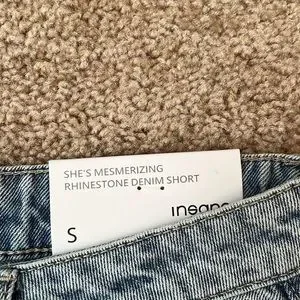 SHE'S MESMERIZING
RHINESTONE DENIM SHORT
S